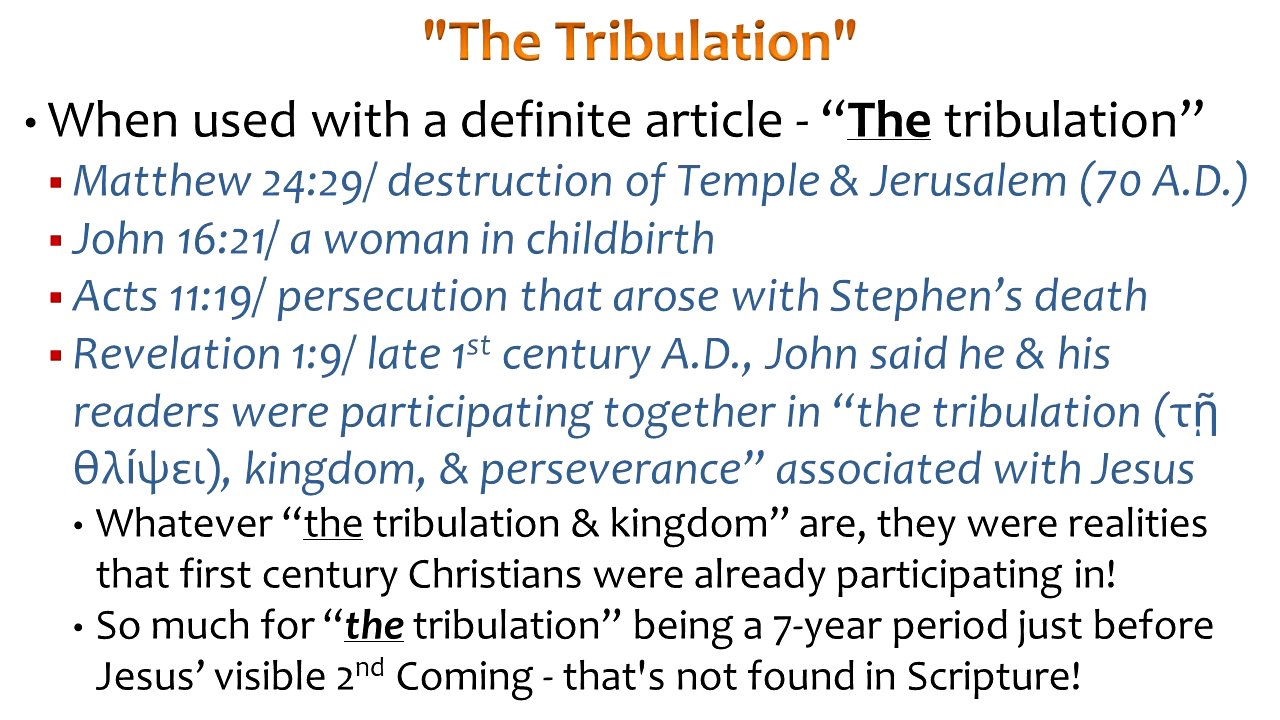 "The Tribulation"
• When used with a definite article - “The tribulation”
▪ Matthew 24:29/ destruction of Temple & Jerusalem (70 A.D.)
▪ John 16:21/ a woman in childbirth
▪ Acts 11:19/ persecution that arose with Stephen’s death
▪ Revelation 1:9/ late 1st century A.D., John said he & his
readers were participating together in “the tribulation (τῇ
θλίψει), kingdom, & perseverance” associated with Jesus
• Whatever “the tribulation & kingdom” are, they were realities
that first century Christians were already participating in!
• So much for “the tribulation” being a 7-year period just before
Jesus’ visible 2nd Coming - that's not found in Scripture!